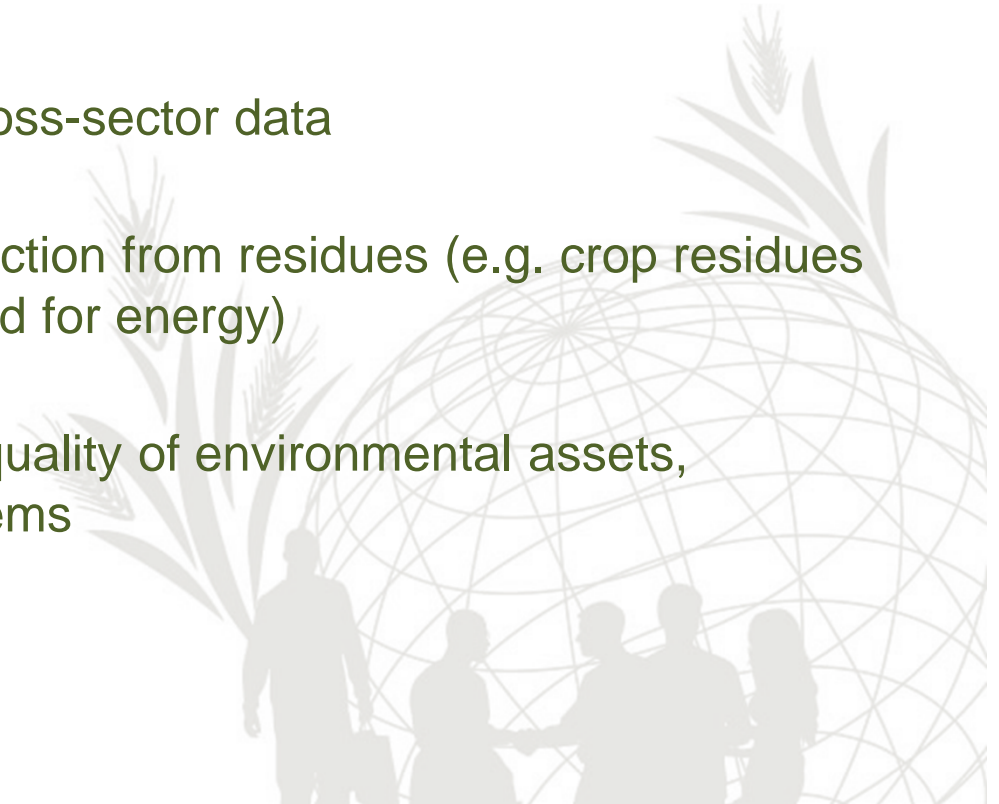 oss-sector data
ction from residues (e.g. crop residues
d for energy)
quality of environmental assets,
ems